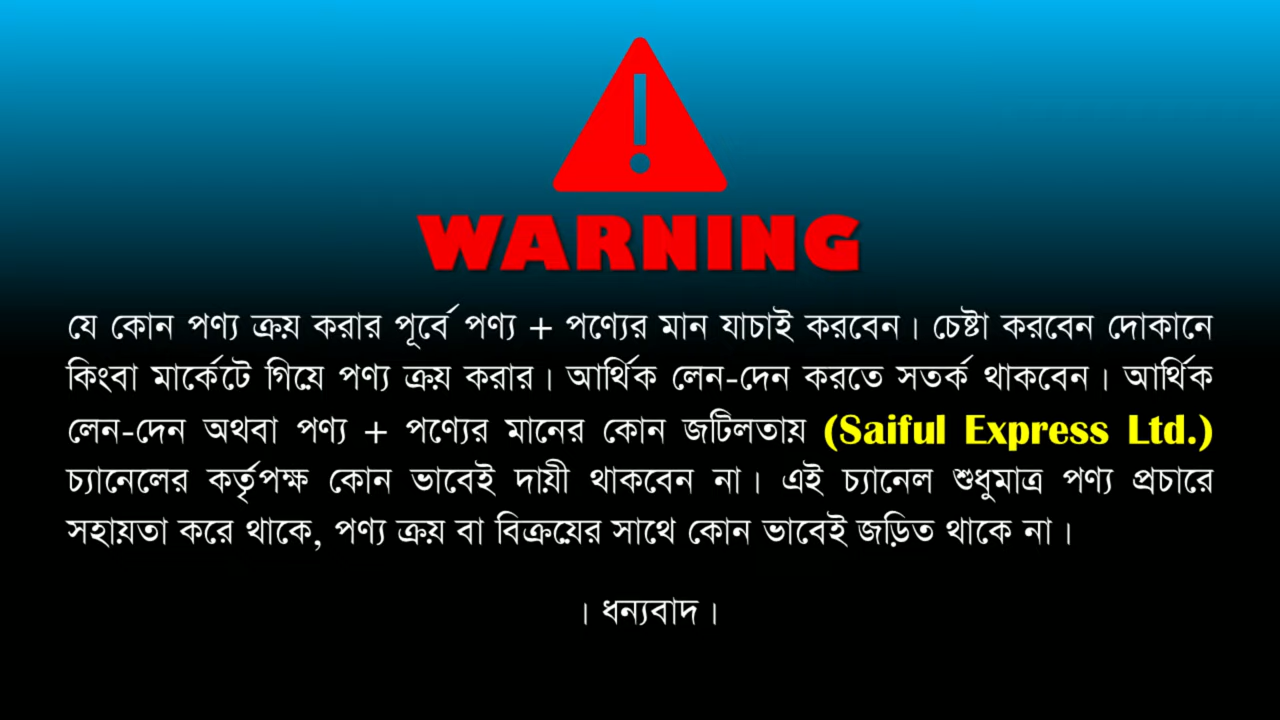 WARNING
যে কোন পণ্য ক্রয় করার পূর্বে পণ্য + পণ্যের মান যাচাই করবেন। চেষ্টা করবেন দোকানে
কিংবা মার্কেটে গিয়ে পণ্য ক্রয় করার। আর্থিক লেন-দেন করতে সতর্ক থাকবেন। আর্থিক
লেন-দেন অথবা পণ্য + পণ্যের মানের কোন জটিলতায় (Saiful Express Ltd.)
চ্যানেলের কর্তৃপক্ষ কোন ভাবেই দায়ী থাকবেন না। এই চ্যানেল শুধুমাত্র পণ্য প্রচারে
সহায়তা করে থাকে, পণ্য ক্রয় বা বিক্রয়ের সাথে কোন ভাবেই জড়িত থাকে না।
। ধন্যবাদ।